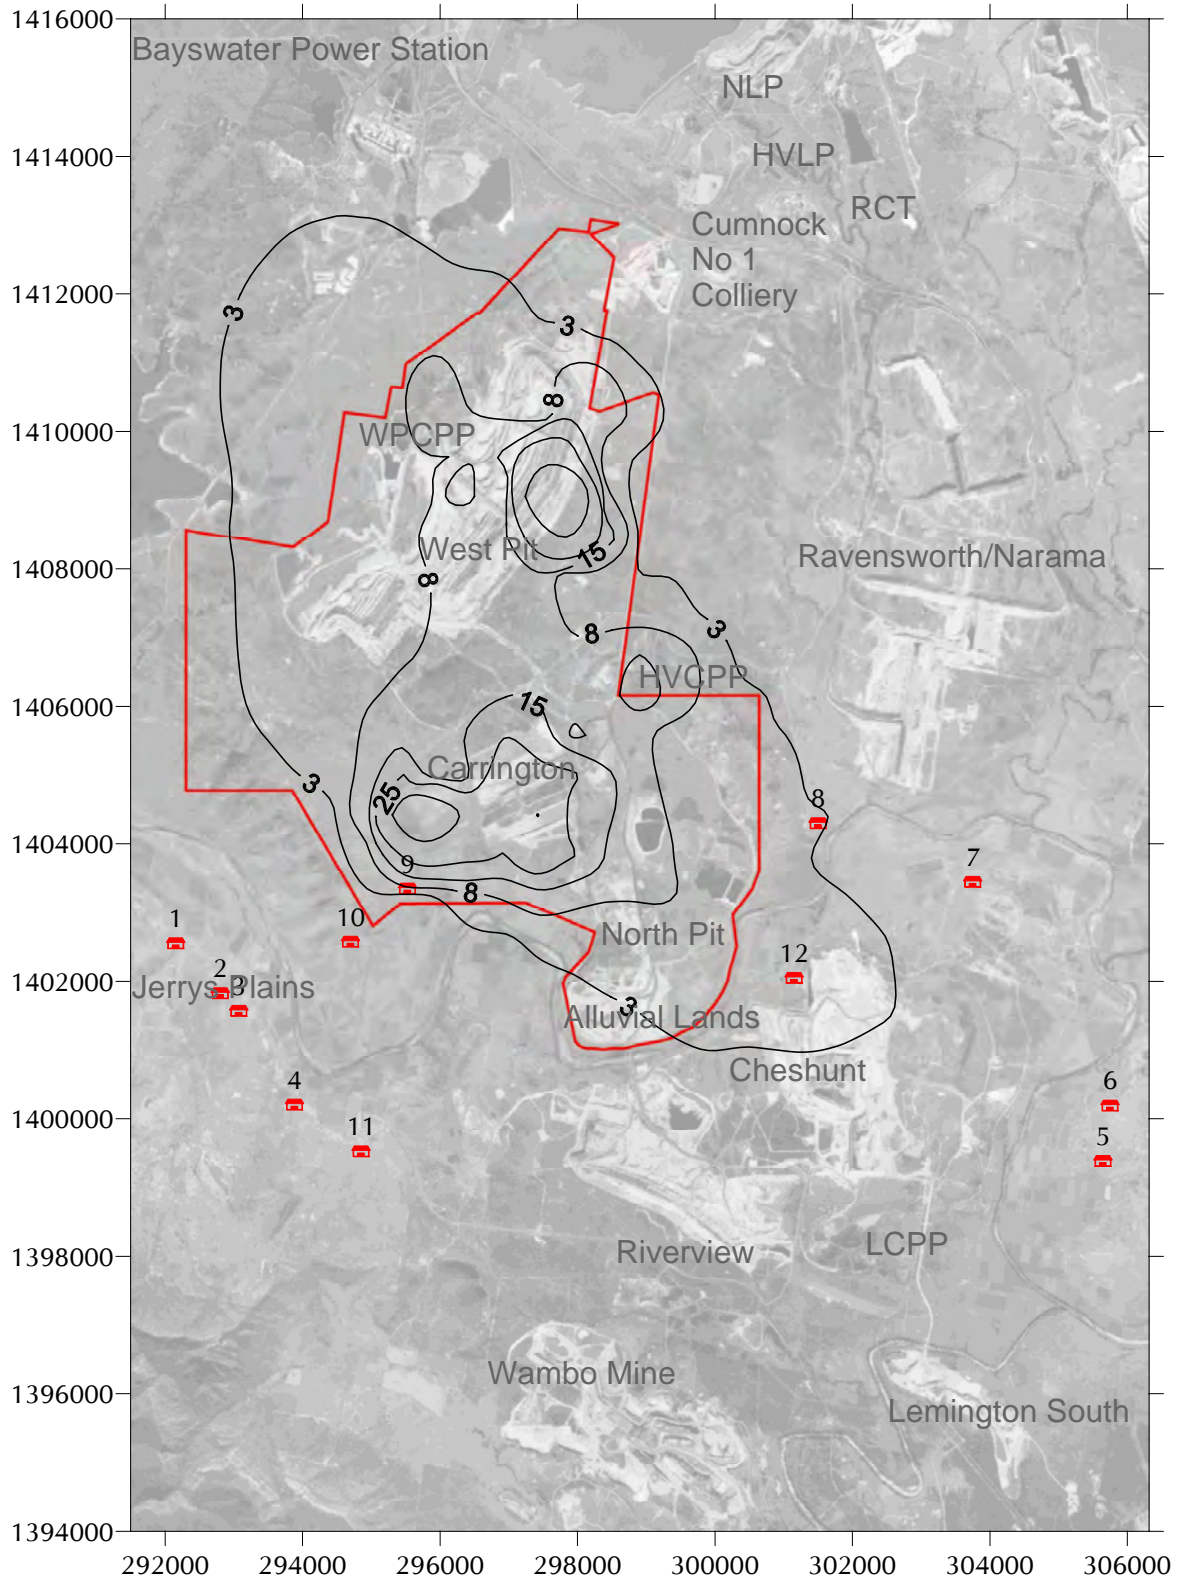 1416000
Bayswater Power Station
NLP
1414000
HVLP
RCT
Cumnock
No 1
Colliery
1412000
3
3
8
1410000
WPCPP
West Pit
15
Ravensworth/Narama
1408000
8
8
3
HVCPP
1406000
15
Carrington
3
25
8
1404000
9
7
8
1
10
North Pit
12
2
Jerrys Plains
3
1402000
3
Alluvial Lands
Cheshunt
4
6
1400000
11
5
LCPP
Riverview
1398000
Wambo Mine
1396000
Lemington South
1394000
292000 294000 296000 298000 300000 302000 304000 306000